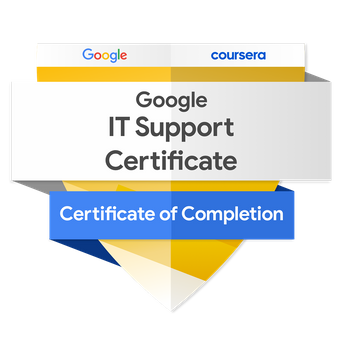 Google coursera
Google
IT Support
Certificate
Certificate of Completion